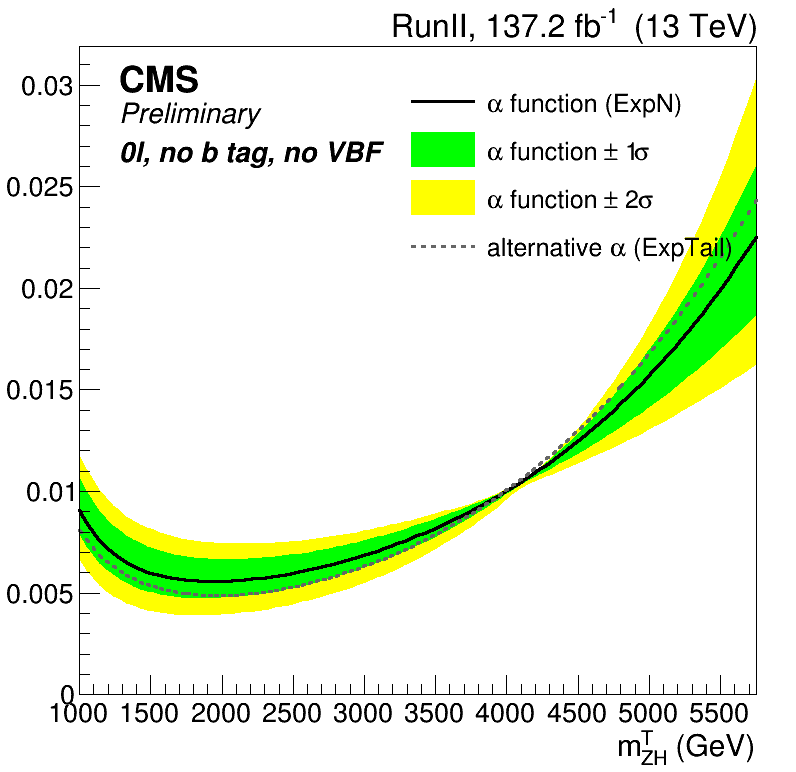 RunII, 137.2 fb-1 (13 TeV)
CMS
Preliminary
0l, no b tag, no VBF
α function (ExpN)
α function ± 1σ
α function ± 2σ
alternative α (ExpTail)
0.03
0.025
0.02
0.015
0.01
0.005
0
1000 1500 2000 2500 3000 3500 4000 4500 5000 5500
m^T_ZH (GeV)